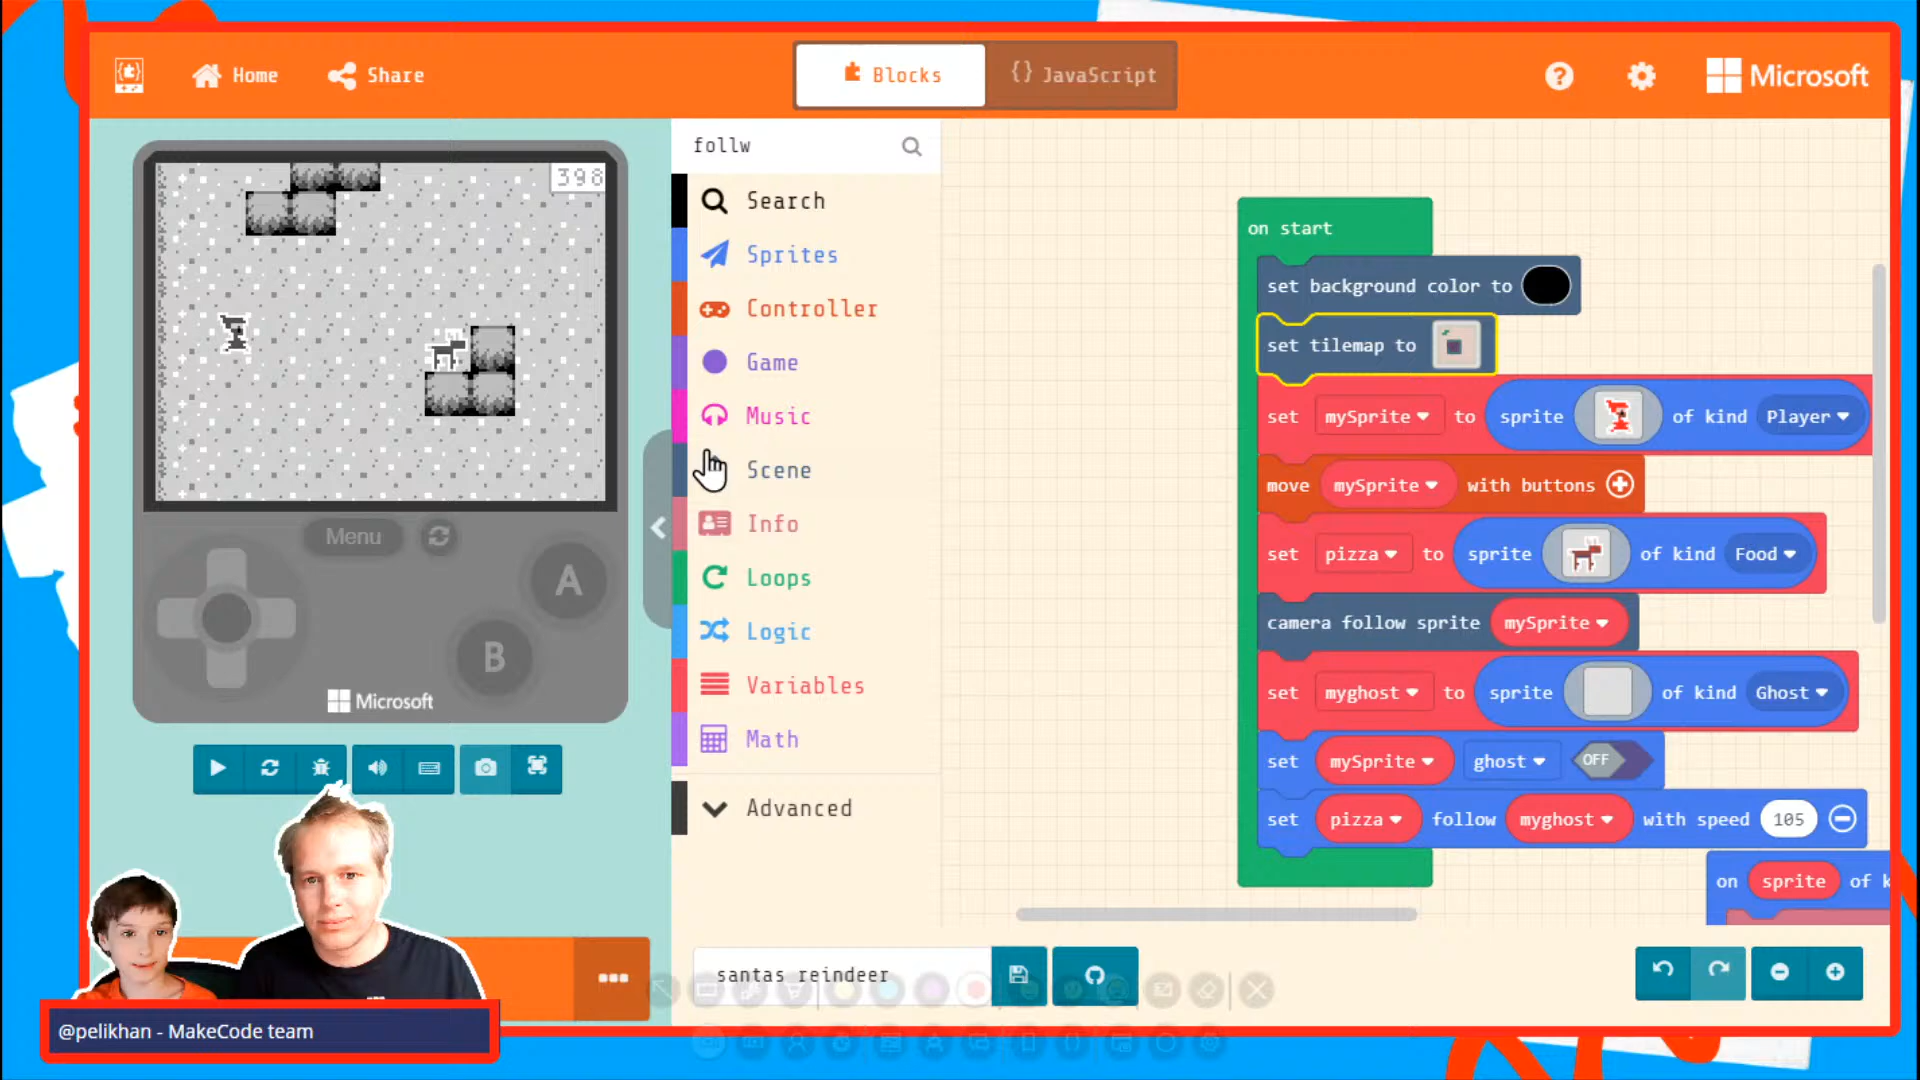 Home
Share
Blocks
{} JavaScript
?
Microsoft
398
Menu
A
B
Microsoft
follw
Search
Sprites
Controller
Game
Music
Scene
Info
Loops
Logic
Variables
Math
Advanced
on start
set background color to
set tilemap to
set mySprite to sprite of kind Player
move mySprite with buttons
set pizza to sprite of kind Food
camera follow sprite mySprite
set myghost to sprite of kind Ghost
set mySprite ghost OFF
set pizza follow myghost with speed 105
on sprite of k
santas reindeer
@pelikhan - MakeCode team